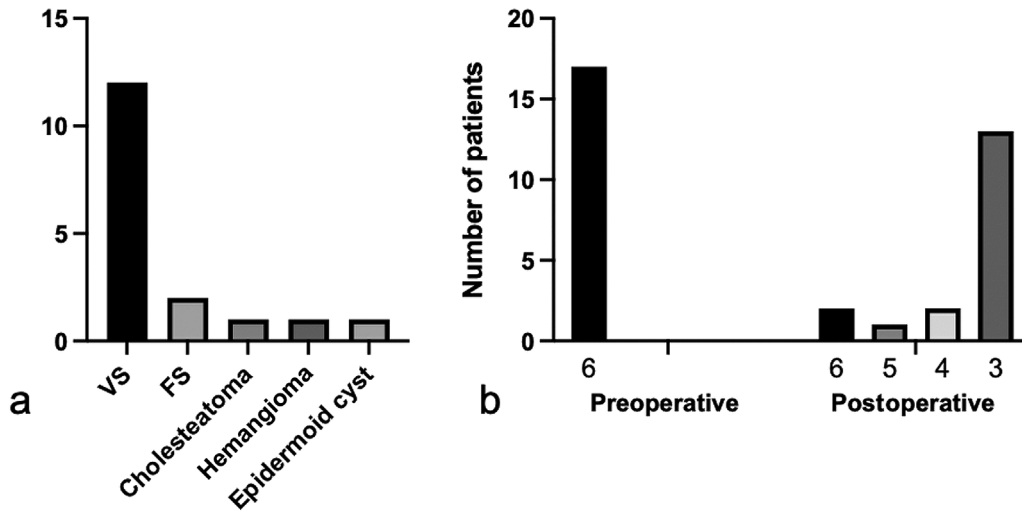 15
10
5
0
VS
FS
Cholesteatoma
Hemangioma
Epidermoid cyst
a
Number of patients
20
15
10
5
0
6
6 5 4 3
Preoperative Postoperative
b